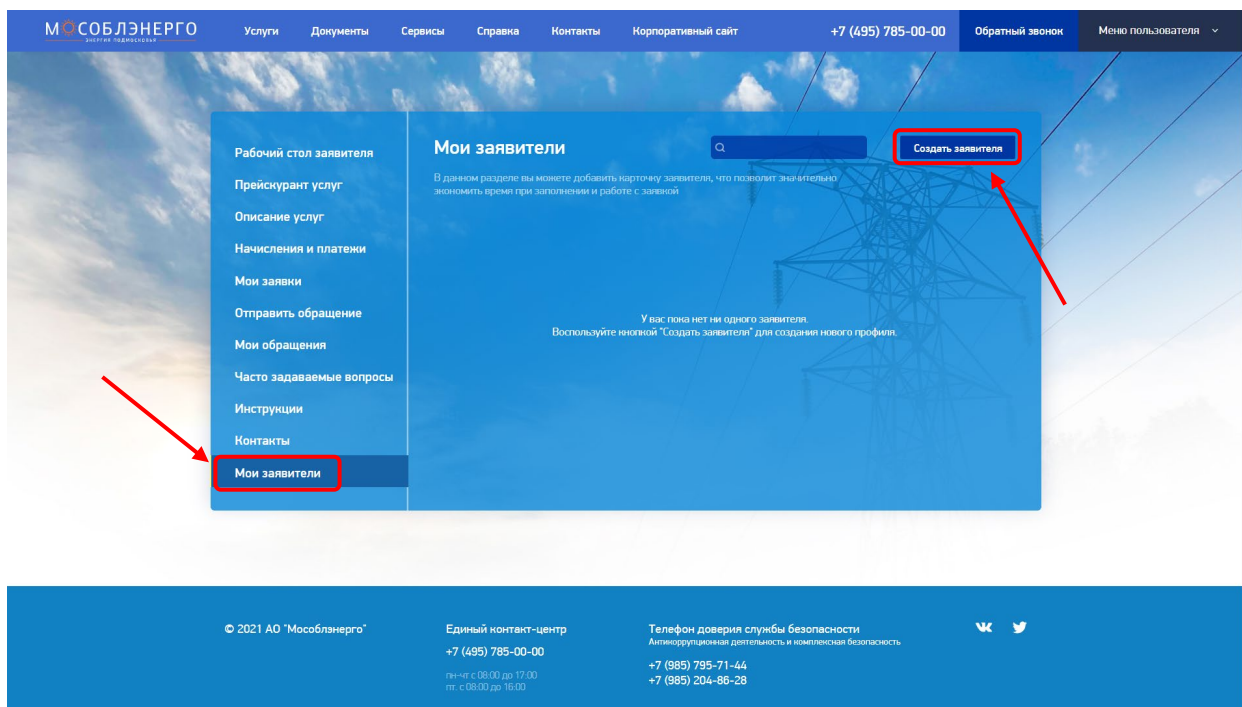 МОСОБЛЭНЕРГО
ЭНЕРГИЯ ПОДМОСКОВЬЯ
Услуги
Документы
Сервисы
Справка
Контакты
Корпоративный сайт
+7 (495) 785-00-00
Обратный звонок
Меню пользователя
Рабочий стол заявителя
Прейскурант услуг
Описание услуг
Начисления и платежи
Мои заявки
Отправить обращение
Мои обращения
Часто задаваемые вопросы
Инструкции
Контакты
Мои заявители
Мои заявители
Создать заявителя
В данном разделе вы можете добавить карточку заявителя, что позволит значительно
экономить время при заполнении и работе с заявкой
У вас пока нет ни одного заявителя.
Воспользуйте кнопкой "Создать заявителя" для создания нового профиля.
© 2021 АО "Мособлэнерго"
Единый контакт-центр
+7 (495) 785-00-00
пн-чт с 08:00 до 17:00
пт. с 08:00 до 16:00
Телефон доверия службы безопасности
Антикоррупционная деятельность и комплексная безопасность
+7 (985) 795-71-44
+7 (985) 204-86-28